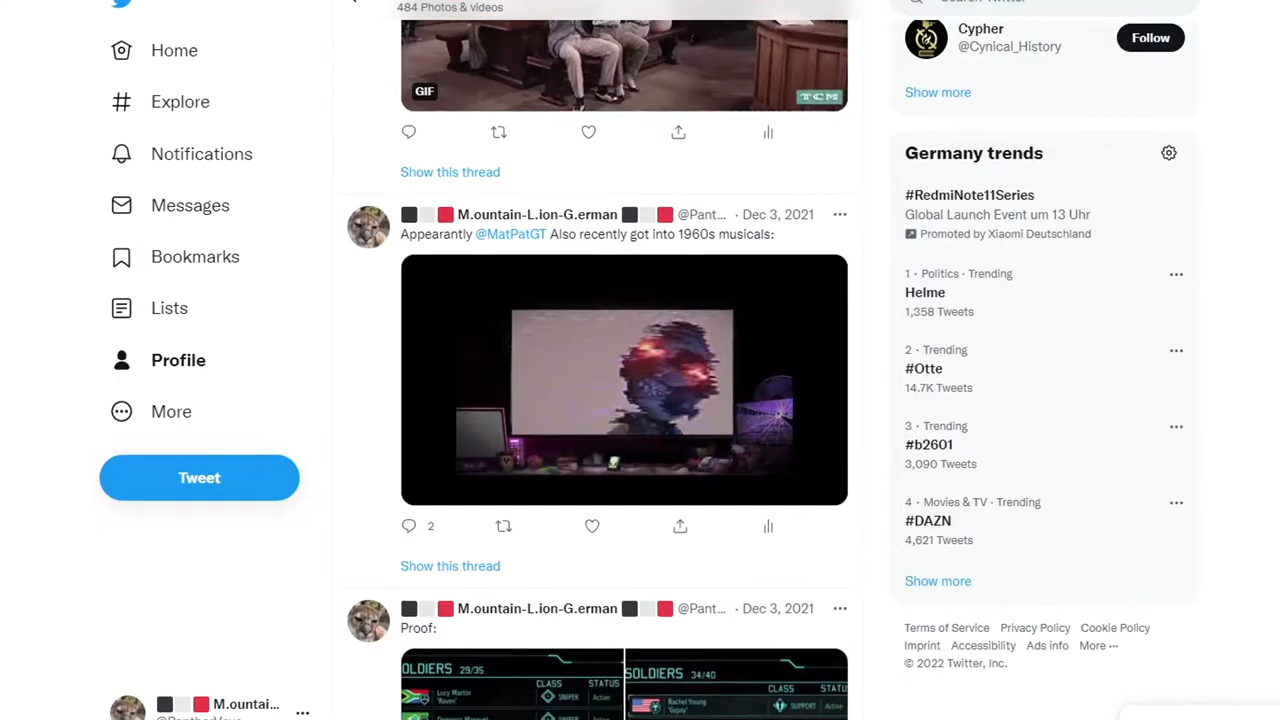 484 Photos & videos
GIF
TCM
Show this thread
M.ountain-L.ion-G.erman @Pant... · Dec 3, 2021
Appearantly @MatPatGT Also recently got into 1960s musicals:
2
Show this thread
M.ountain-L.ion-G.erman @Pant... · Dec 3, 2021
Proof:
SOLDIERS 29/35
CLASS STATUS
Lucy Martin
'Raven'
SNIPER
Active
SOLDIERS 34/40
CLASS
Rachel Young
'Gypsy'
SUPPORT
Active
Home
Explore
Notifications
Messages
Bookmarks
Lists
Profile
More
Tweet
M.ountai...
Cypher
@Cynical_History
Follow
Show more
Germany trends
#RedmiNote11Series
Global Launch Event um 13 Uhr
Promoted by Xiaomi Deutschland
1 · Politics · Trending
Helme
1,358 Tweets
2 · Trending
#Otte
14.7K Tweets
3 · Trending
#b2601
3,090 Tweets
4 · Movies & TV · Trending
#DAZN
4,621 Tweets
Show more
Terms of Service Privacy Policy Cookie Policy
Imprint Accessibility Ads info More ···
© 2022 Twitter, Inc.